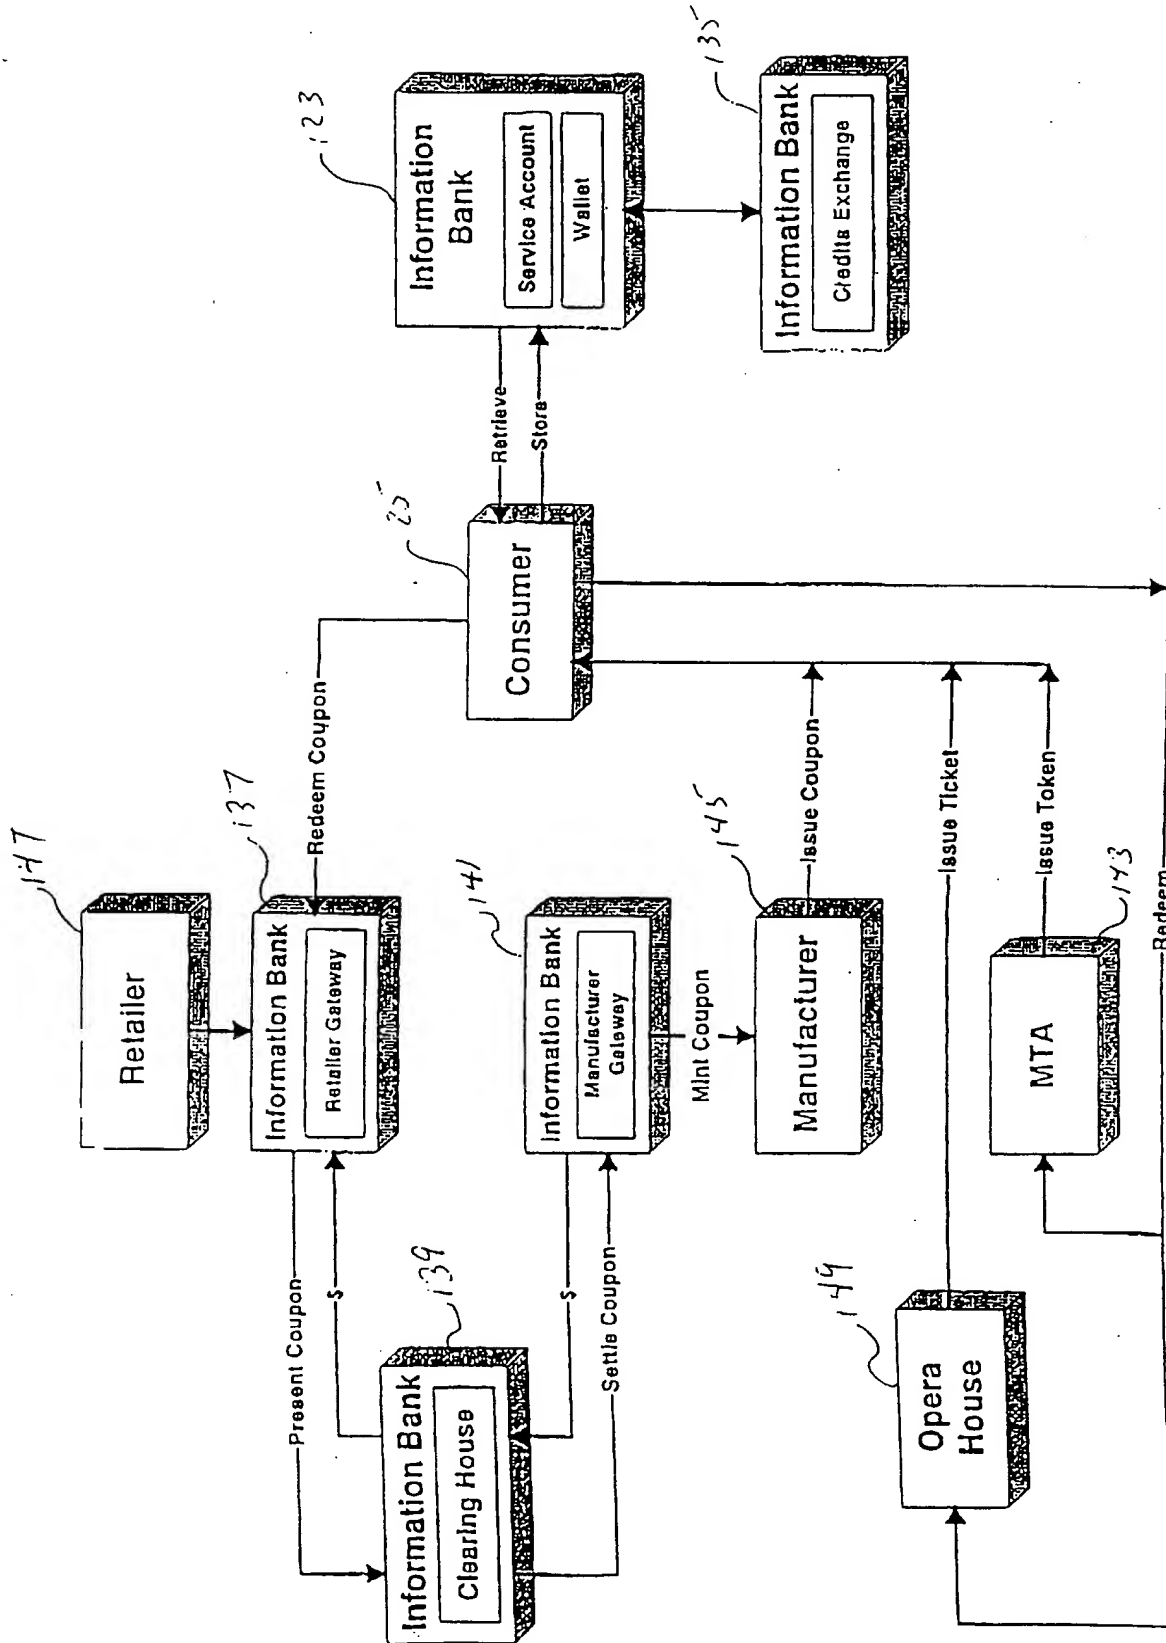 147
Retailer
137
Information Bank
Retailer Gateway
Redeem Coupon
Present Coupon
$
139
Information Bank
Clearing House
$
Settle Coupon
141
Information Bank
Manufacturer
Gateway
Mint Coupon
145
Manufacturer
Issue Coupon
25
Consumer
Retrieve
Store
123
Information
Bank
Service Account
Wallet
135
Information Bank
Credits Exchange
149
Opera
House
Issue Ticket
MTA
143
Issue Token
Redeem